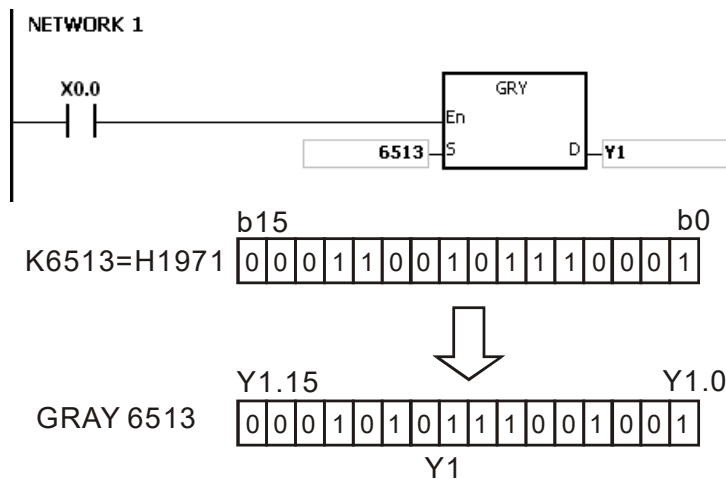 NETWORK 1
X0.0
GRY
En
6513 S D Y1
b15 b0
K6513=H1971 0 0 0 1 1 0 0 1 0 1 1 1 0 0 0 1
Y1.15 Y1.0
GRAY 6513 0 0 0 1 0 1 0 1 1 1 0 0 1 0 0 1
Y1